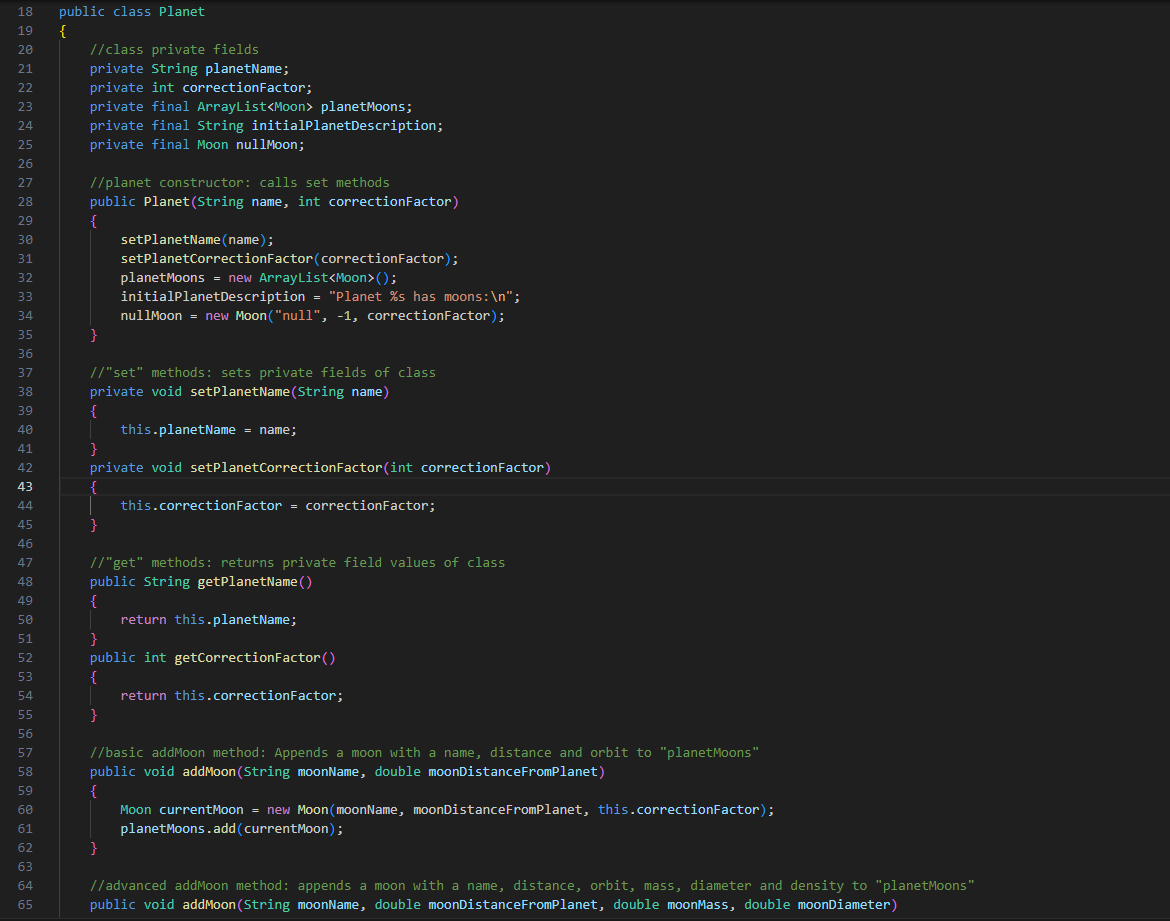 18 public class Planet
19 {
20 //class private fields
21 private String planetName;
22 private int correctionFactor;
23 private final ArrayList<Moon> planetMoons;
24 private final String initialPlanetDescription;
25 private final Moon nullMoon;
26
27 //planet constructor: calls set methods
28 public Planet(String name, int correctionFactor)
29 {
30 setPlanetName(name);
31 setPlanetCorrectionFactor(correctionFactor);
32 planetMoons = new ArrayList<Moon>();
33 initialPlanetDescription = "Planet %s has moons:\n";
34 nullMoon = new Moon("null", -1, correctionFactor);
35 }
36
37 //"set" methods: sets private fields of class
38 private void setPlanetName(String name)
39 {
40 this.planetName = name;
41 }
42 private void setPlanetCorrectionFactor(int correctionFactor)
43 {
44 this.correctionFactor = correctionFactor;
45 }
46
47 //"get" methods: returns private field values of class
48 public String getPlanetName()
49 {
50 return this.planetName;
51 }
52 public int getCorrectionFactor()
53 {
54 return this.correctionFactor;
55 }
56
57 //basic addMoon method: Appends a moon with a name, distance and orbit to "planetMoons"
58 public void addMoon(String moonName, double moonDistanceFromPlanet)
59 {
60 Moon currentMoon = new Moon(moonName, moonDistanceFromPlanet, this.correctionFactor);
61 planetMoons.add(currentMoon);
62 }
63
64 //advanced addMoon method: appends a moon with a name, distance, orbit, mass, diameter and density to "planetMoons"
65 public void addMoon(String moonName, double moonDistanceFromPlanet, double moonMass, double moonDiameter)